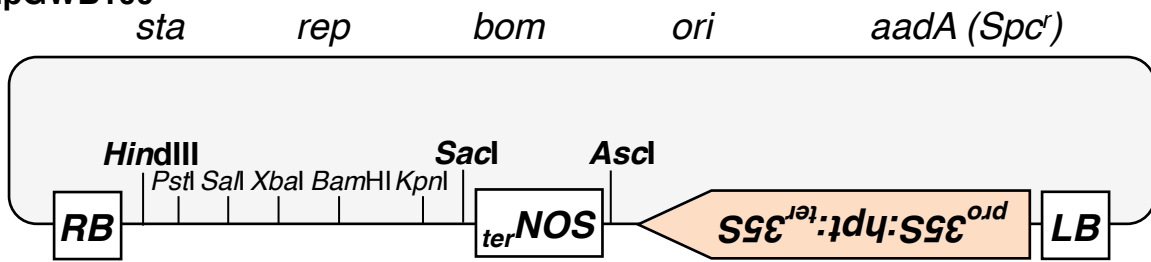 sta rep bom ori aadA (Spcʳ)
HindIII SacI AscI
PstI SalI XbaI BamHI KpnI
RB terNOS pro35S:hpt:ter35S LB